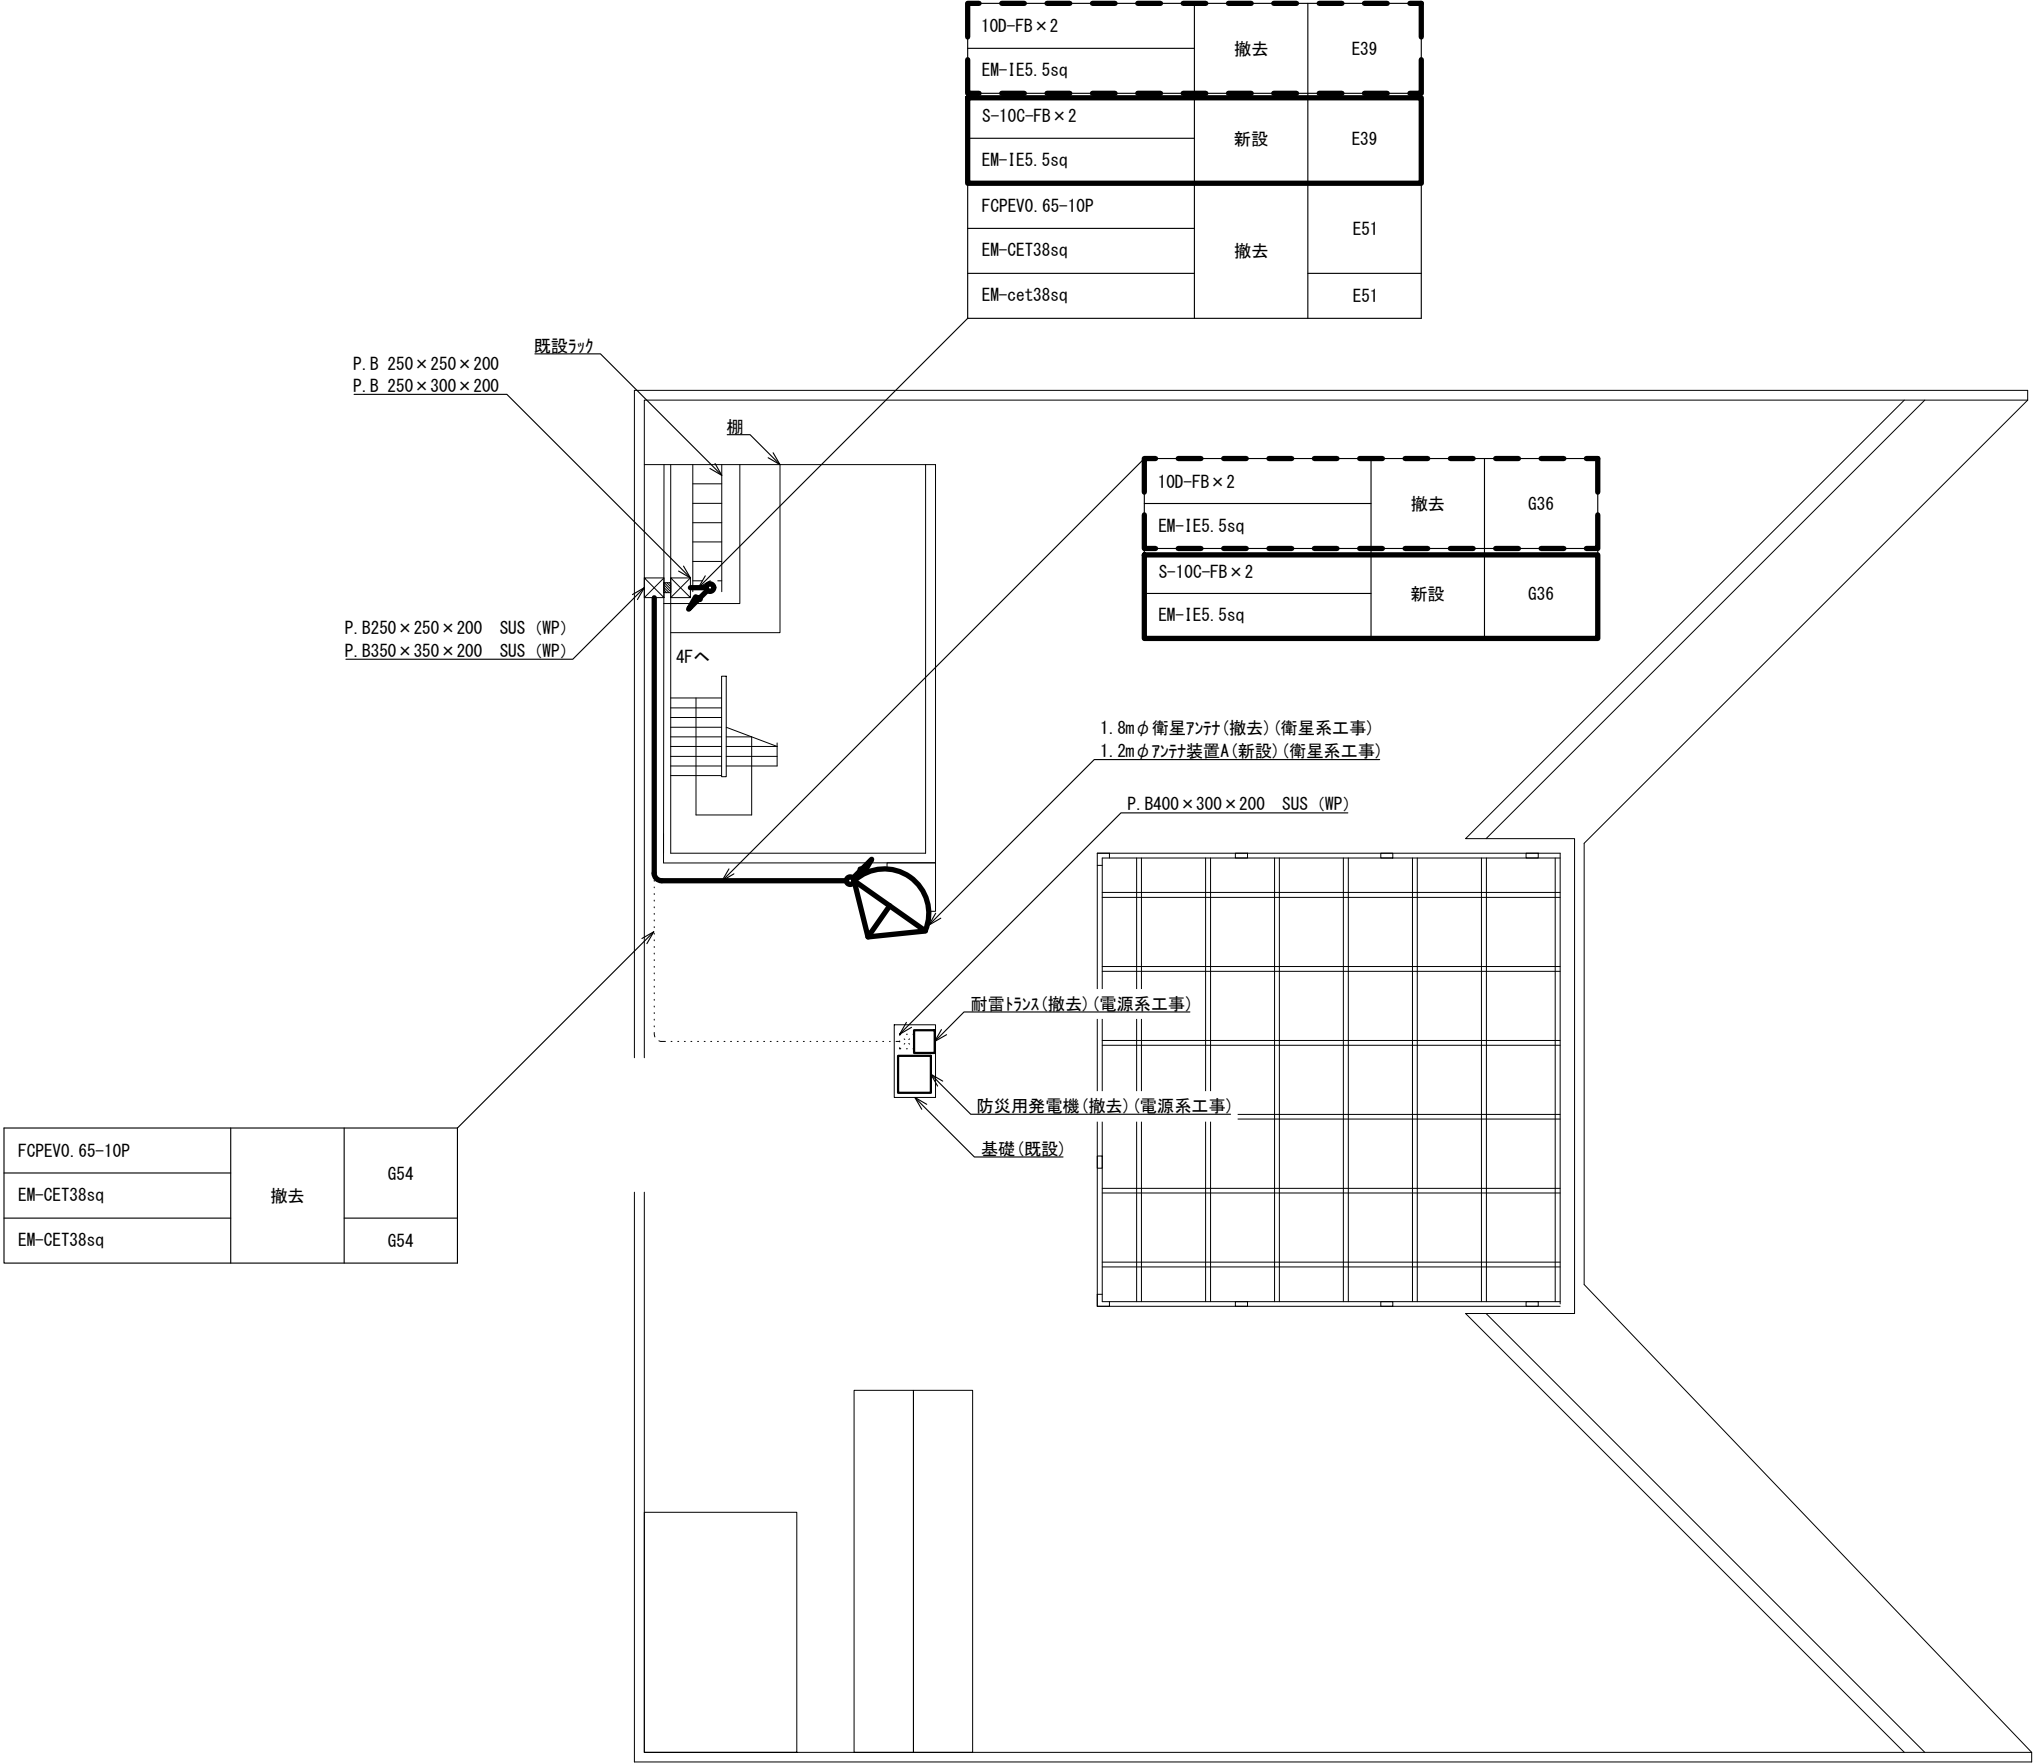 10D-FB×2
撤去
E39
EM-IE5.5sq
S-10C-FB×2
新設
E39
EM-IE5.5sq
FCPEV0.65-10P
E51
EM-CET38sq
撤去
EM-cet38sq
E51
既設ラック
P.B 250×250×200
P.B 250×300×200
棚
10D-FB×2
撤去
G36
EM-IE5.5sq
S-10C-FB×2
新設
G36
EM-IE5.5sq
P.B250×250×200 SUS (WP)
P.B350×350×200 SUS (WP)
4Fへ
1.8mφ衛星アンテナ(撤去)(衛星系工事)
1.2mφアンテナ装置A(新設)(衛星系工事)
P.B400×300×200 SUS (WP)
耐雷トランス(撤去)(電源系工事)
防災用発電機(撤去)(電源系工事)
基礎(既設)
FCPEV0.65-10P
G54
EM-CET38sq
撤去
EM-CET38sq
G54